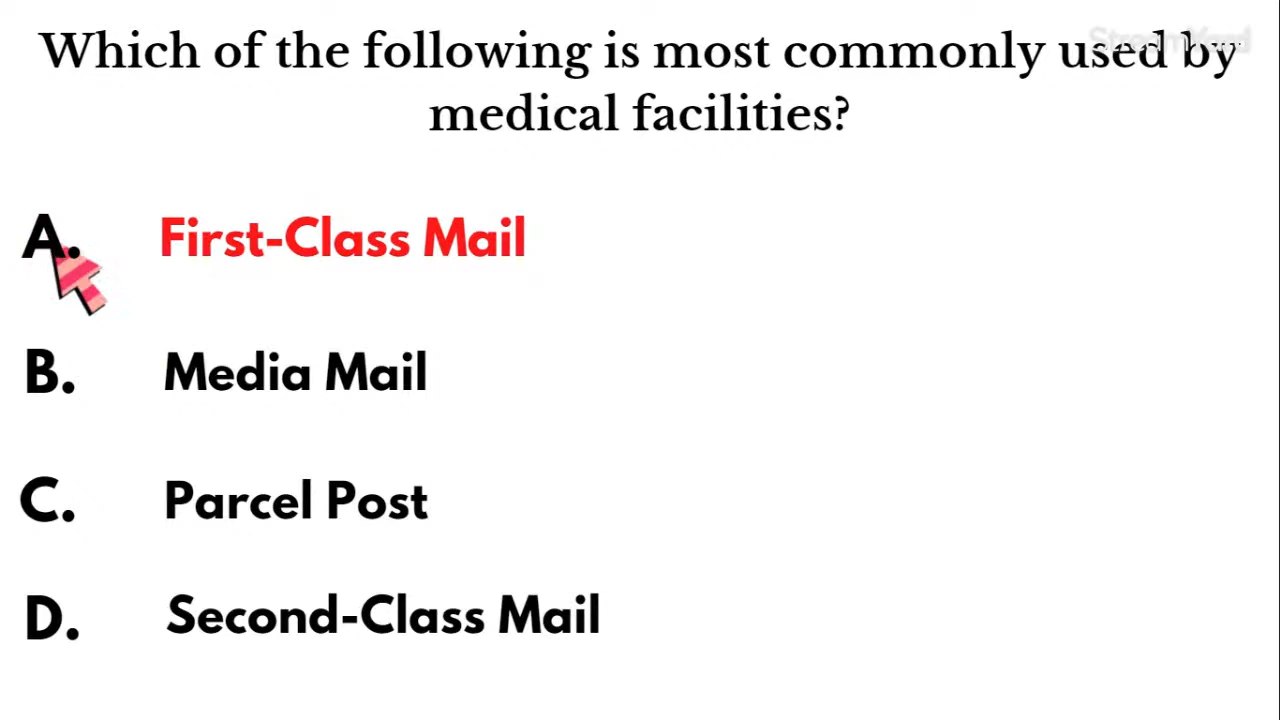 Which of the following is most commonly used by
medical facilities?
A. First-Class Mail
B. Media Mail
C. Parcel Post
D. Second-Class Mail
StreamYard